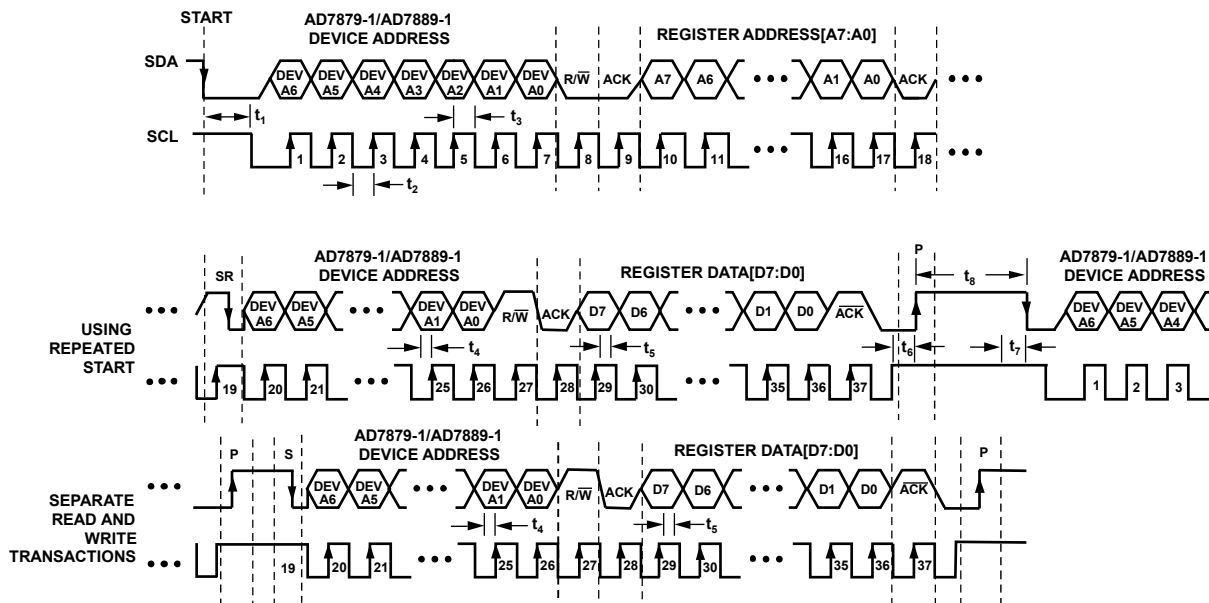 START
AD7879-1/AD7889-1
DEVICE ADDRESS
REGISTER ADDRESS[A7:A0]
SDA
DEV A6 DEV A5 DEV A4 DEV A3 DEV A2 DEV A1 DEV A0 R/W̅ ACK A7 A6 ••• A1 A0 ACK •••
t1 t3
SCL
1 2 3 4 5 6 7 8 9 10 11 ••• 16 17 18 •••
t2
SR
AD7879-1/AD7889-1
DEVICE ADDRESS
REGISTER DATA[D7:D0]
P
t8
AD7879-1/AD7889-1
DEVICE ADDRESS
••• DEV A6 DEV A5 ••• DEV A1 DEV A0 R/W̅ ACK D7 D6 ••• D1 D0 A̅C̅K̅ DEV A6 DEV A5 DEV A4
USING
REPEATED
START
t4 t5 t6 t7
••• 19 20 21 ••• 25 26 27 28 29 30 ••• 35 36 37 1 2 3
P S
AD7879-1/AD7889-1
DEVICE ADDRESS
REGISTER DATA[D7:D0]
P
••• DEV A6 DEV A5 ••• DEV A1 DEV A0 R/W̅ ACK D7 D6 ••• D1 D0 A̅C̅K̅
SEPARATE
READ AND
WRITE
TRANSACTIONS
t4 t5
••• 19 20 21 ••• 25 26 27 28 29 30 ••• 35 36 37